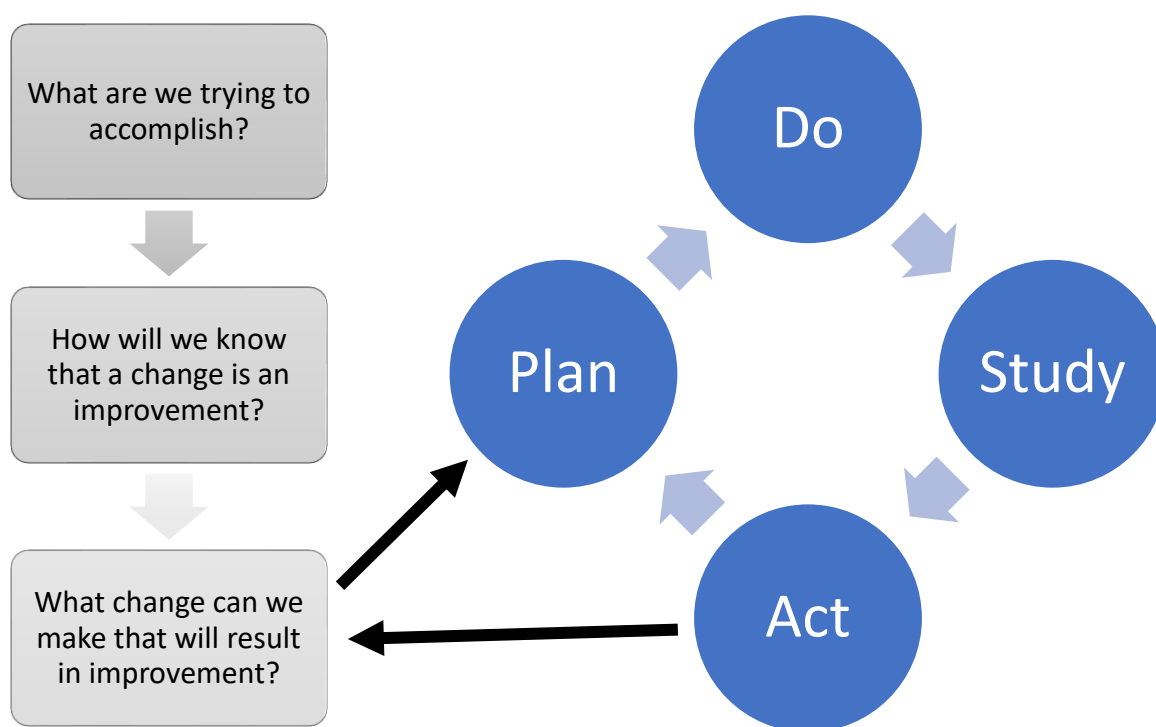 What are we trying to
accomplish?
How will we know
that a change is an
improvement?
What change can we
make that will result
in improvement?
Do
Plan
Study
Act